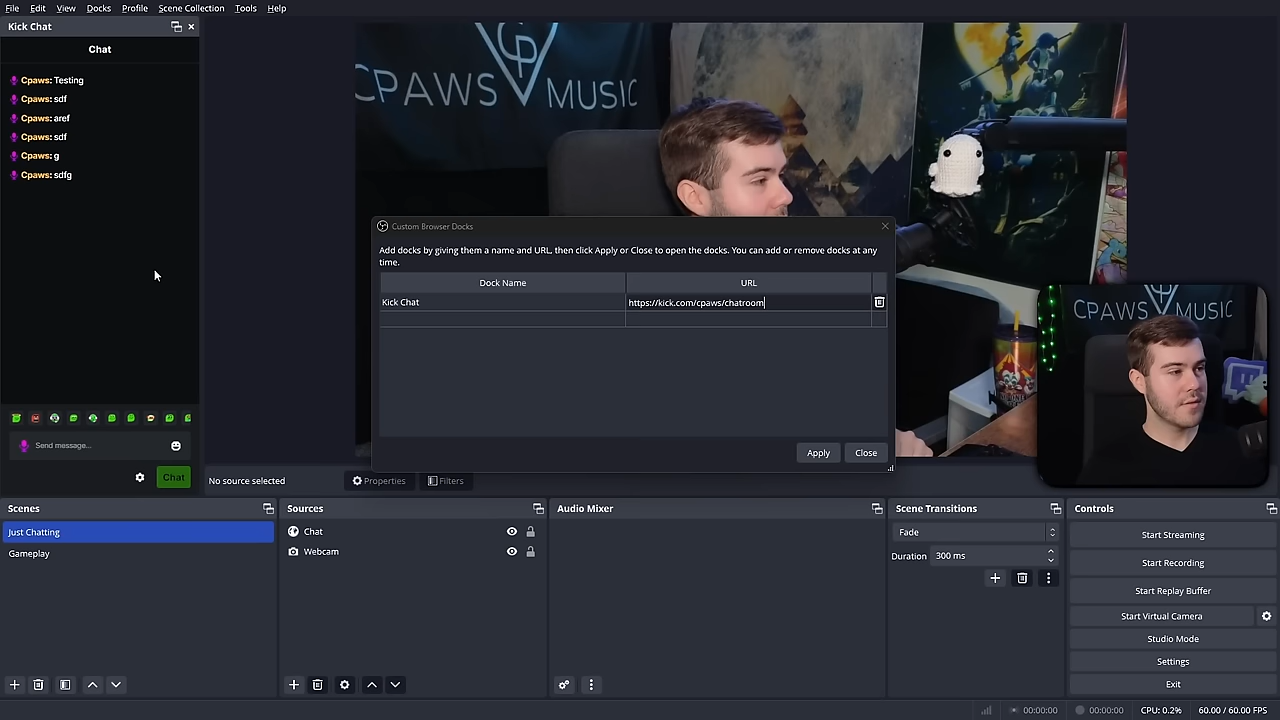 File Edit View Docks Profile Scene Collection Tools Help
Kick Chat
Chat
Cpaws: Testing
Cpaws: sdf
Cpaws: aref
Cpaws: sdf
Cpaws: g
Cpaws: sdfg
Send message...
Chat
CPAWS MUSIC
CP
Custom Browser Docks
Add docks by giving them a name and URL, then click Apply or Close to open the docks. You can add or remove docks at any
time.
Dock Name URL
Kick Chat https://kick.com/cpaws/chatroom
Apply Close
CPAWS MUSIC
No source selected Properties Filters
Scenes
Just Chatting
Gameplay
Sources
Chat
Webcam
Audio Mixer
Scene Transitions
Fade
Duration 300 ms
Controls
Start Streaming
Start Recording
Start Replay Buffer
Start Virtual Camera
Studio Mode
Settings
Exit
00:00:00 00:00:00 CPU: 0.2% 60.00 / 60.00 FPS